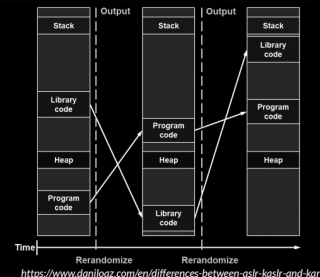 Output
Output
Stack
Library
code
Heap
Program
code
Stack
Program
code
Heap
Library
code
Stack
Library
code
Program
code
Heap
Time
Rerandomize
Rerandomize
https://www.daniloaz.com/en/differences-between-aslr-kaslr-and-kar